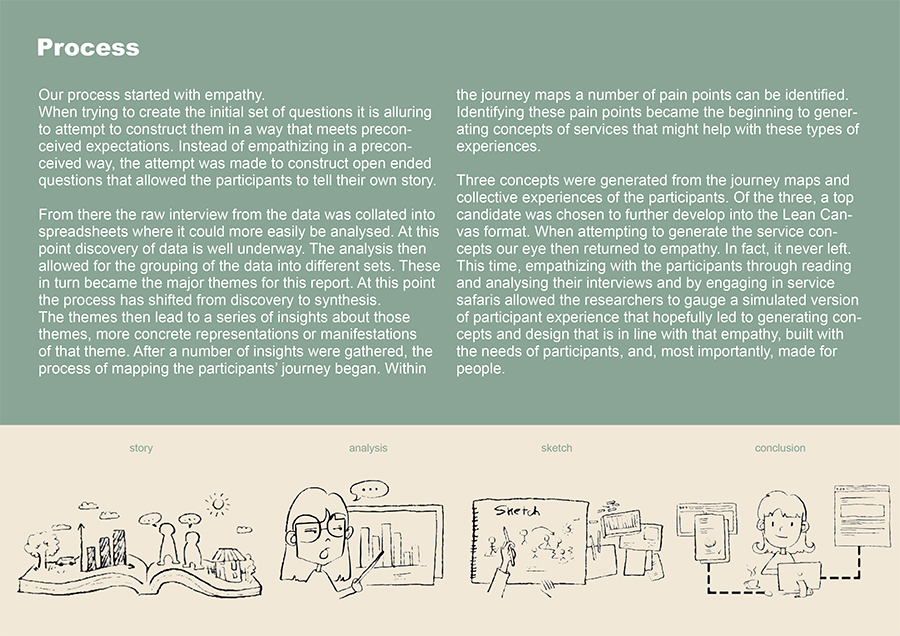 Process
Our process started with empathy.
When trying to create the initial set of questions it is alluring
to attempt to construct them in a way that meets precon-
ceived expectations. Instead of empathizing in a precon-
ceived way, the attempt was made to construct open ended
questions that allowed the participants to tell their own story.
From there the raw interview from the data was collated into
spreadsheets where it could more easily be analysed. At this
point discovery of data is well underway. The analysis then
allowed for the grouping of the data into different sets. These
in turn became the major themes for this report. At this point
the process has shifted from discovery to synthesis.
The themes then lead to a series of insights about those
themes, more concrete representations or manifestations
of that theme. After a number of insights were gathered, the
process of mapping the participants' journey began. Within
the journey maps a number of pain points can be identified.
Identifying these pain points became the beginning to gener-
ating concepts of services that might help with these types of
experiences.
Three concepts were generated from the journey maps and
collective experiences of the participants. Of the three, a top
candidate was chosen to further develop into the Lean Can-
vas format. When attempting to generate the service con-
cepts our eye then returned to empathy. In fact, it never left.
This time, empathizing with the participants through reading
and analysing their interviews and by engaging in service
safaris allowed the researchers to gauge a simulated version
of participant experience that hopefully led to generating con-
cepts and design that is in line with that empathy, built with
the needs of participants, and, most importantly, made for
people.
story
analysis
sketch
conclusion
Sketch